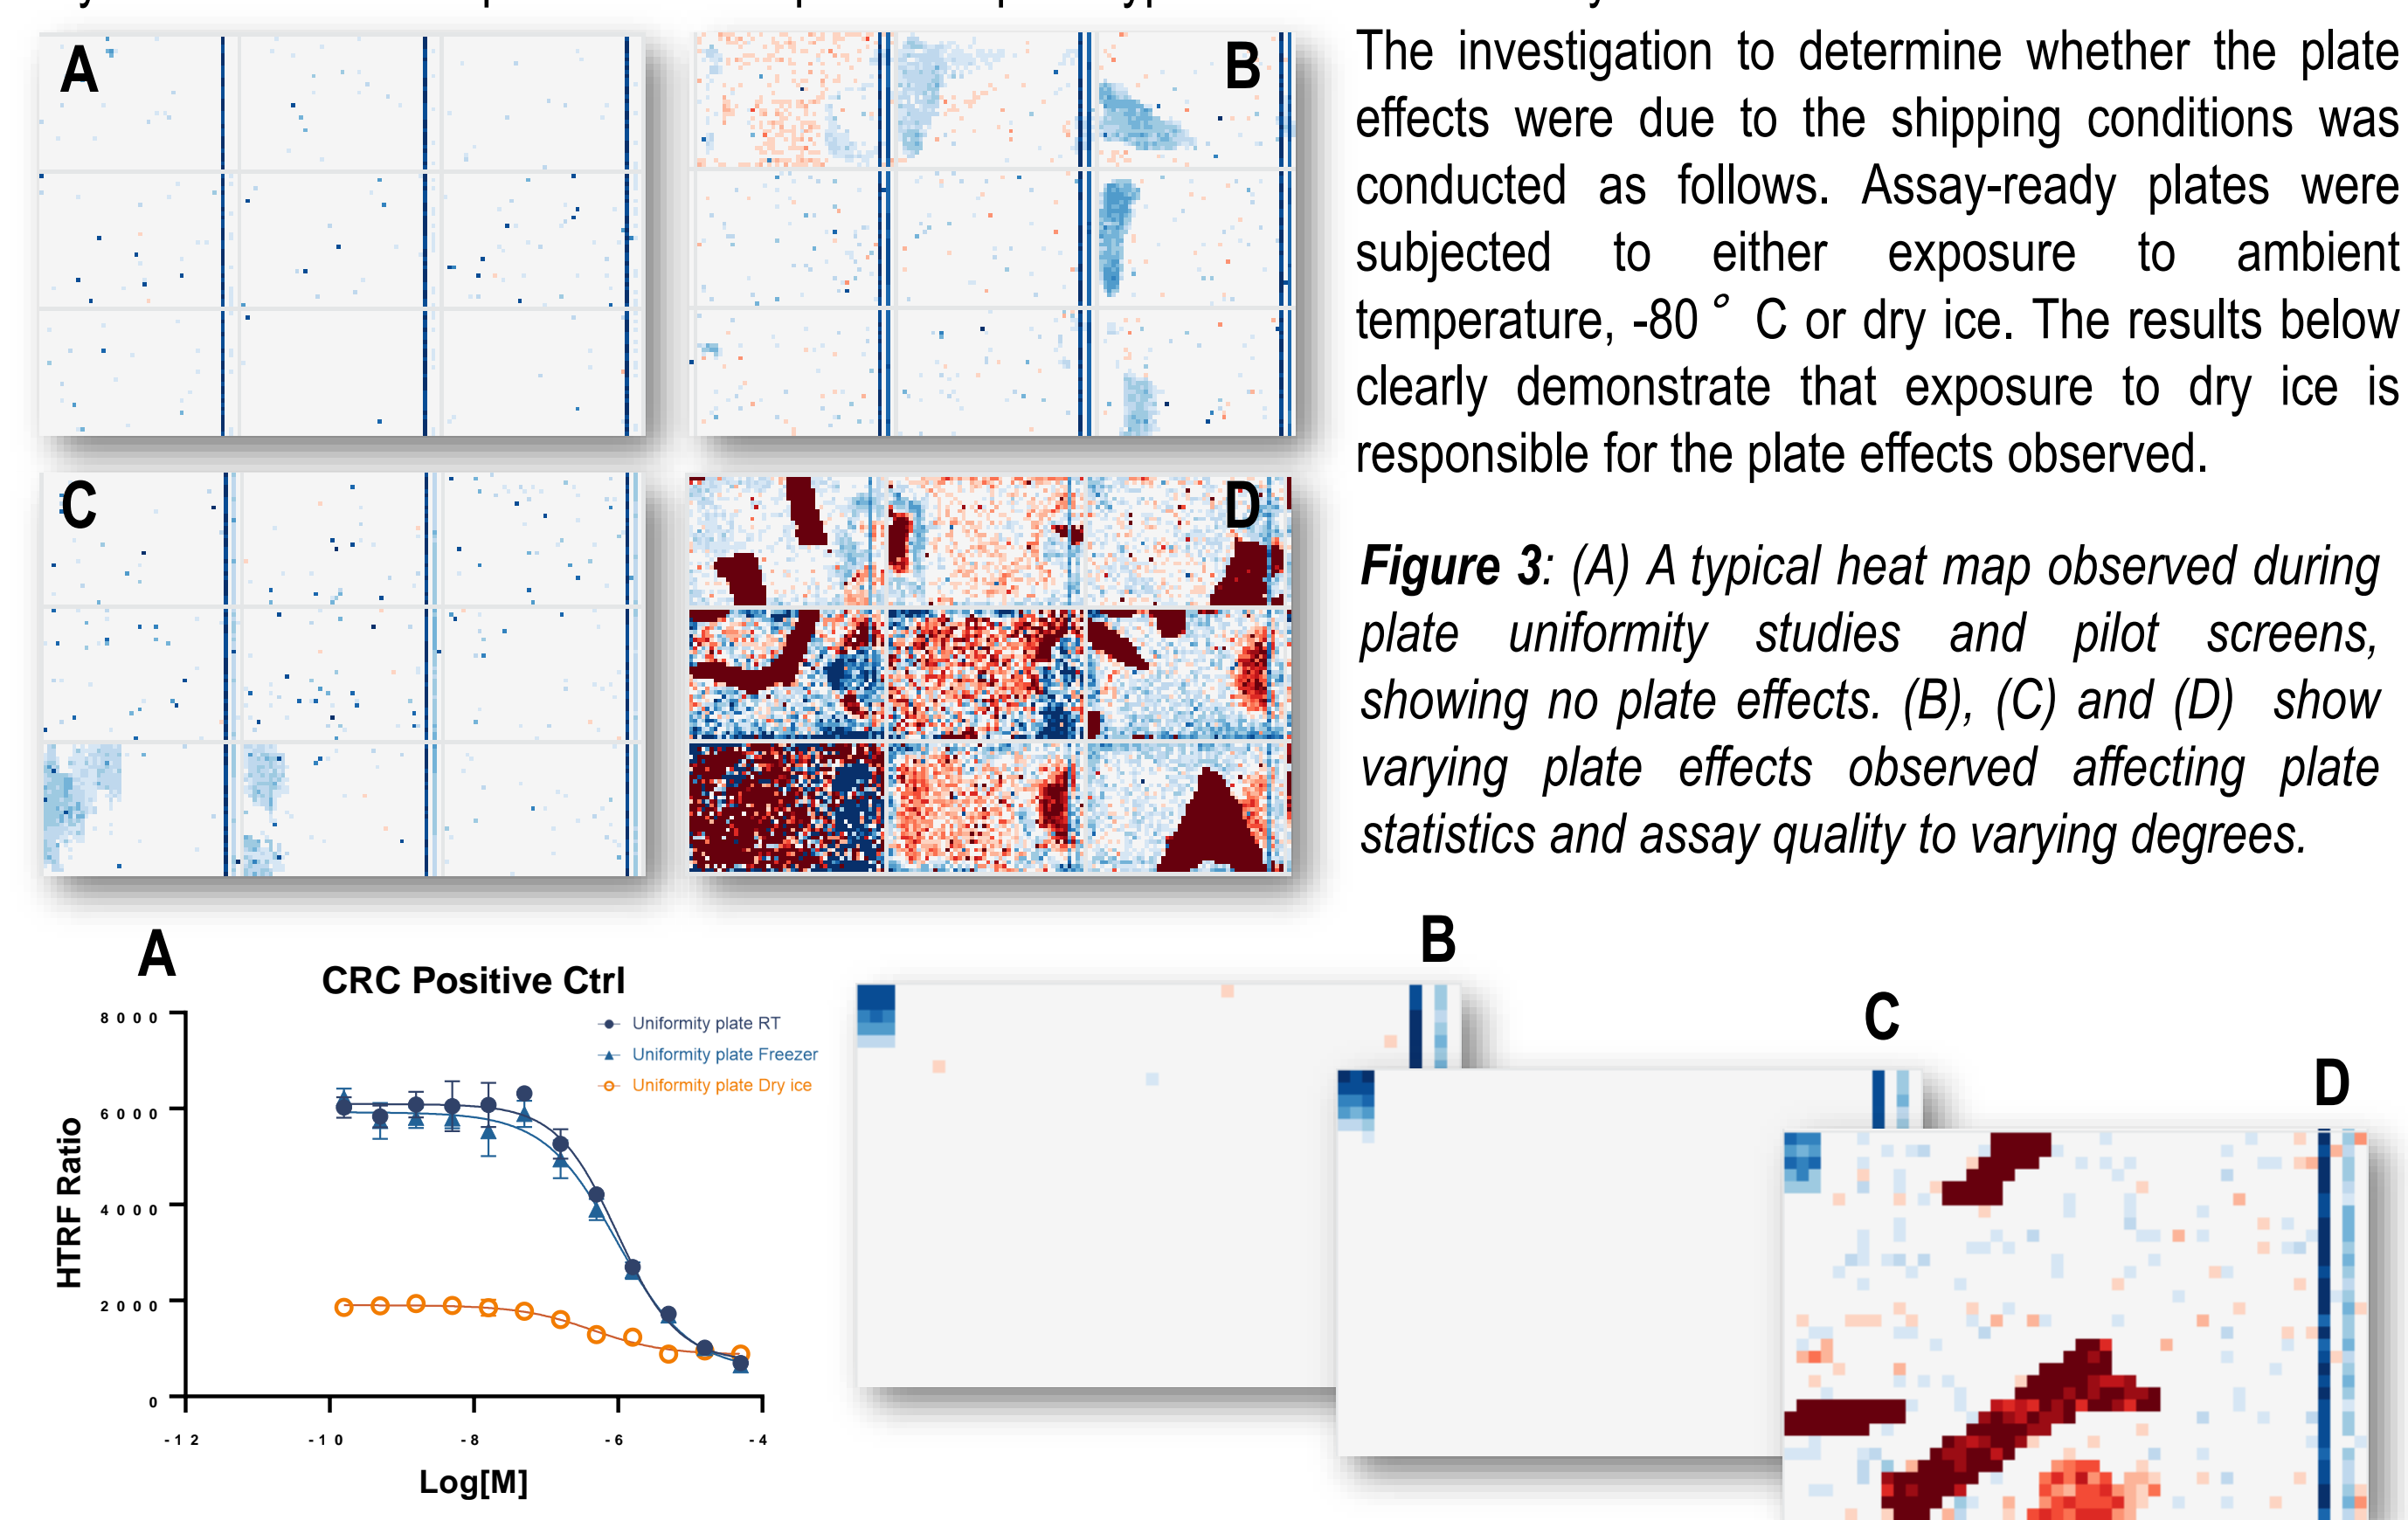 A
B
C
D
The investigation to determine whether the plate
effects were due to the shipping conditions was
conducted as follows. Assay-ready plates were
subjected to either exposure to ambient
temperature, -80 ° C or dry ice. The results below
clearly demonstrate that exposure to dry ice is
responsible for the plate effects observed.
Figure 3: (A) A typical heat map observed during
plate uniformity studies and pilot screens,
showing no plate effects. (B), (C) and (D) show
varying plate effects observed affecting plate
statistics and assay quality to varying degrees.
A
CRC Positive Ctrl
Uniformity plate RT
Uniformity plate Freezer
Uniformity plate Dry ice
HTRF Ratio
8000
6000
4000
2000
0
-12
-10
-8
-6
-4
Log[M]
B
C
D